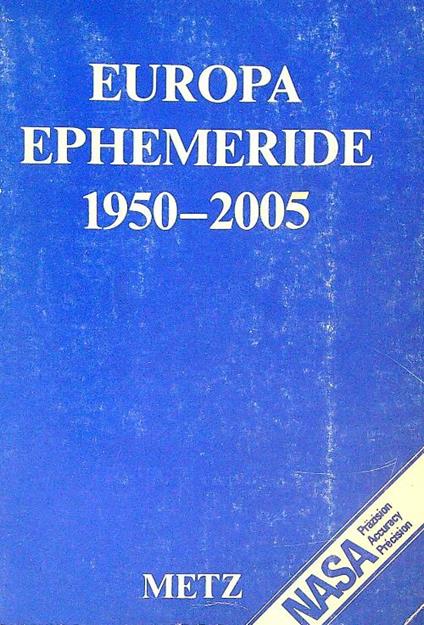 EUROPA
EPHEMERIDE
1950–2005
NASA
Präzision
Accuracy
Précision
METZ